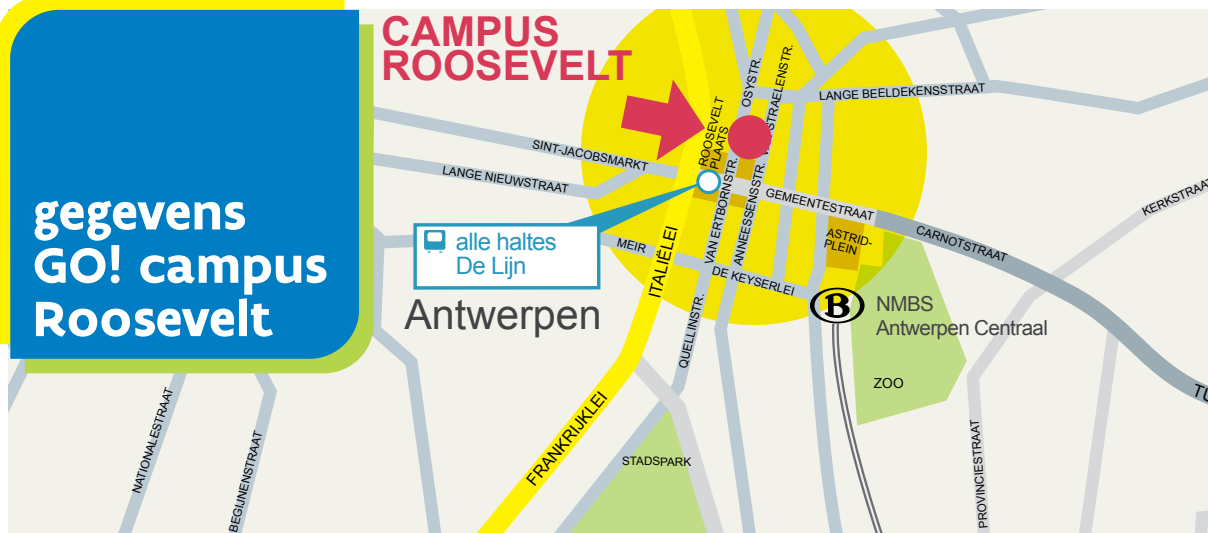 gegevens
GO! campus
Roosevelt
CAMPUS
ROOSEVELT
alle haltes
De Lijn
Antwerpen
SINT-JACOBSMARKT
LANGE NIEUWSTRAAT
MEIR
ITALIËLEI
FRANKRIJKLEI
QUELLINSTR.
VAN ERTBORNSTR.
ANNEESSENSSTR.
ROOSEVELT
PLAATS
OSYSTR.
LANGE BEELDEKENSSTRAAT
GEMEENTESTRAAT
DE KEYSERLEI
ASTRID-
PLEIN
CARNOTSTRAAT
KERKSTRAAT
B
NMBS
Antwerpen Centraal
ZOO
STADSPARK
PROVINCIESTRAAT
NATIONALESTRAAT
BEGIJNENSTRAAT